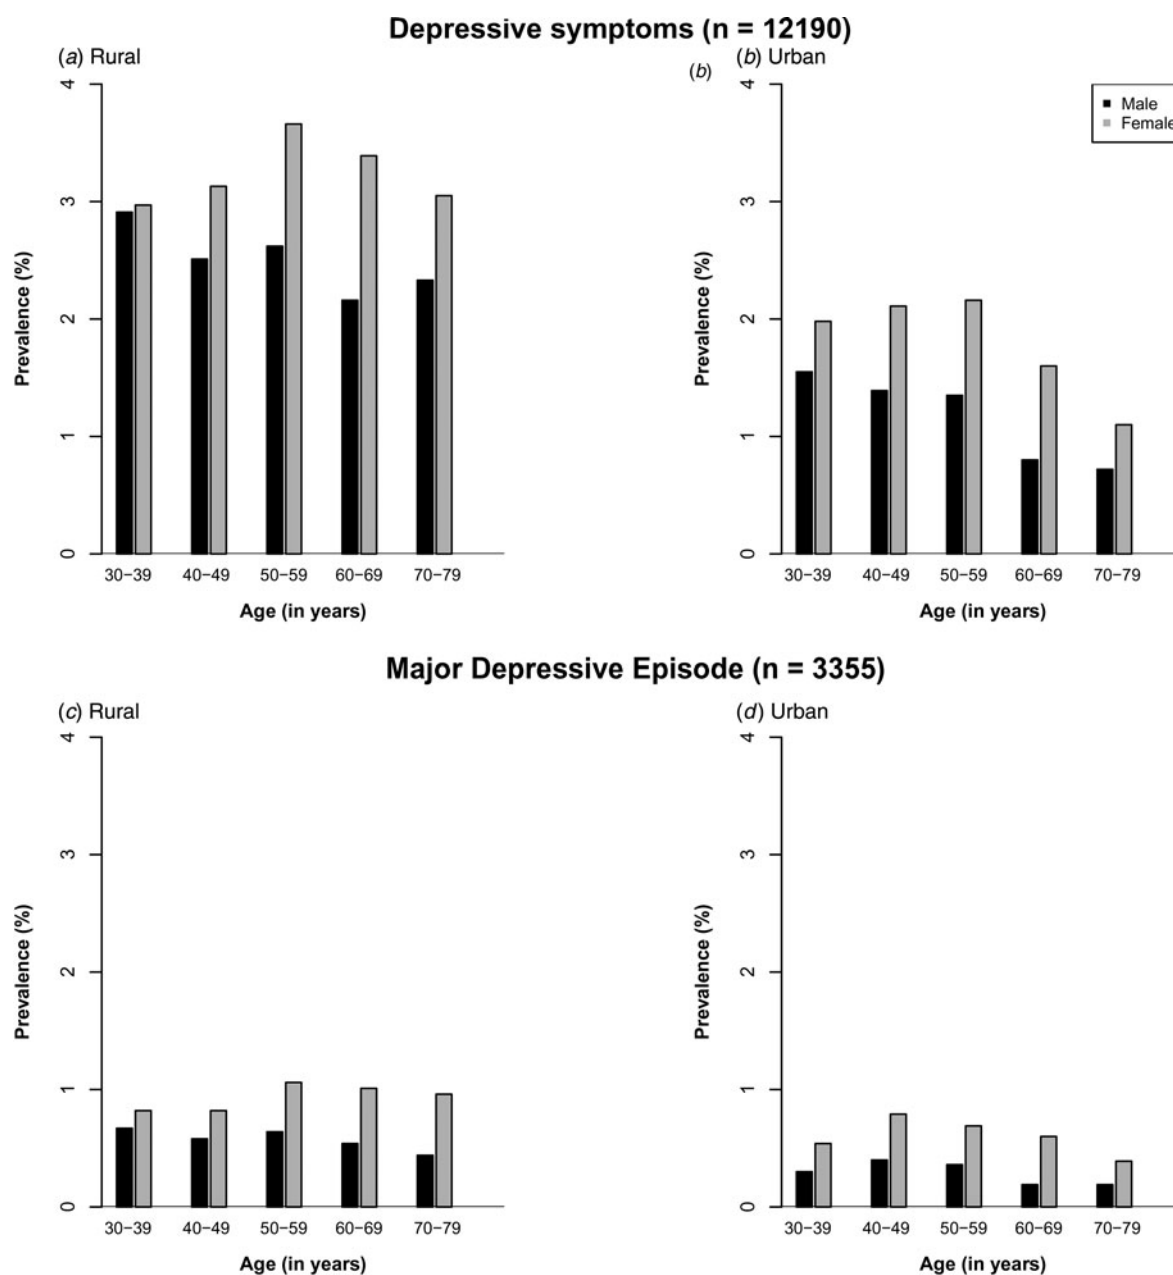 Depressive symptoms (n = 12190)
(a) Rural
(b)
(b) Urban
4
3
2
1
0
Prevalence (%)
30–39 40–49 50–59 60–69 70–79
Age (in years)
4
3
2
1
0
Prevalence (%)
Male
Female
30–39 40–49 50–59 60–69 70–79
Age (in years)
Major Depressive Episode (n = 3355)
(c) Rural
(d) Urban
4
3
2
1
0
Prevalence (%)
30–39 40–49 50–59 60–69 70–79
Age (in years)
4
3
2
1
0
Prevalence (%)
30–39 40–49 50–59 60–69 70–79
Age (in years)